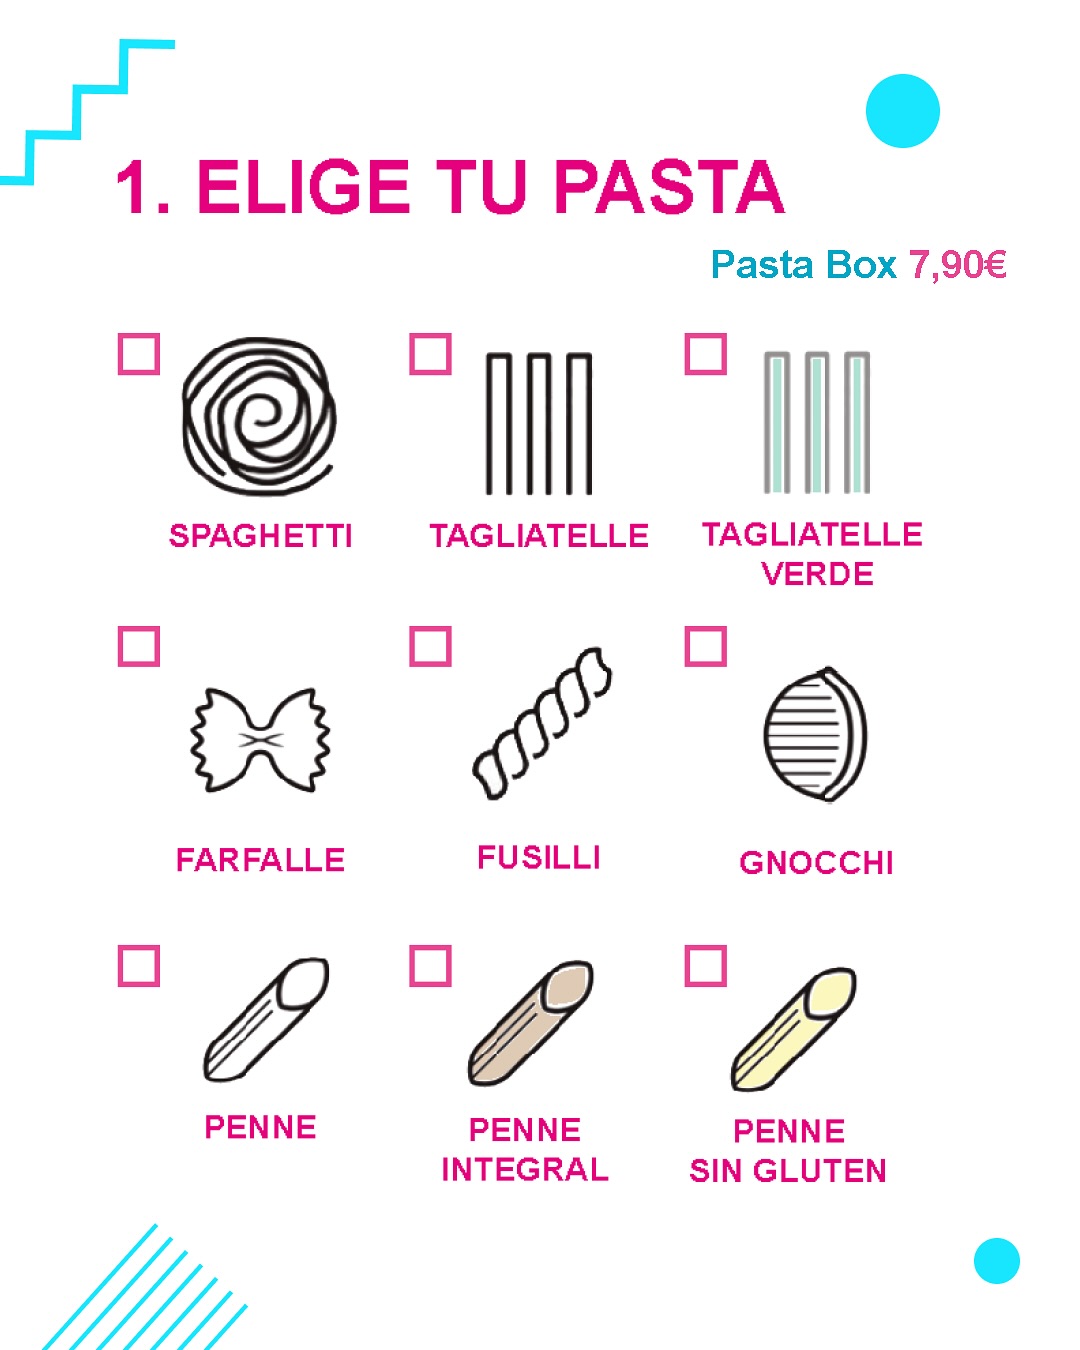 1. ELIGE TU PASTA
Pasta Box 7,90€
SPAGHETTI
TAGLIATELLE
TAGLIATELLE
VERDE
FARFALLE
FUSILLI
GNOCCHI
PENNE
PENNE
INTEGRAL
PENNE
SIN GLUTEN